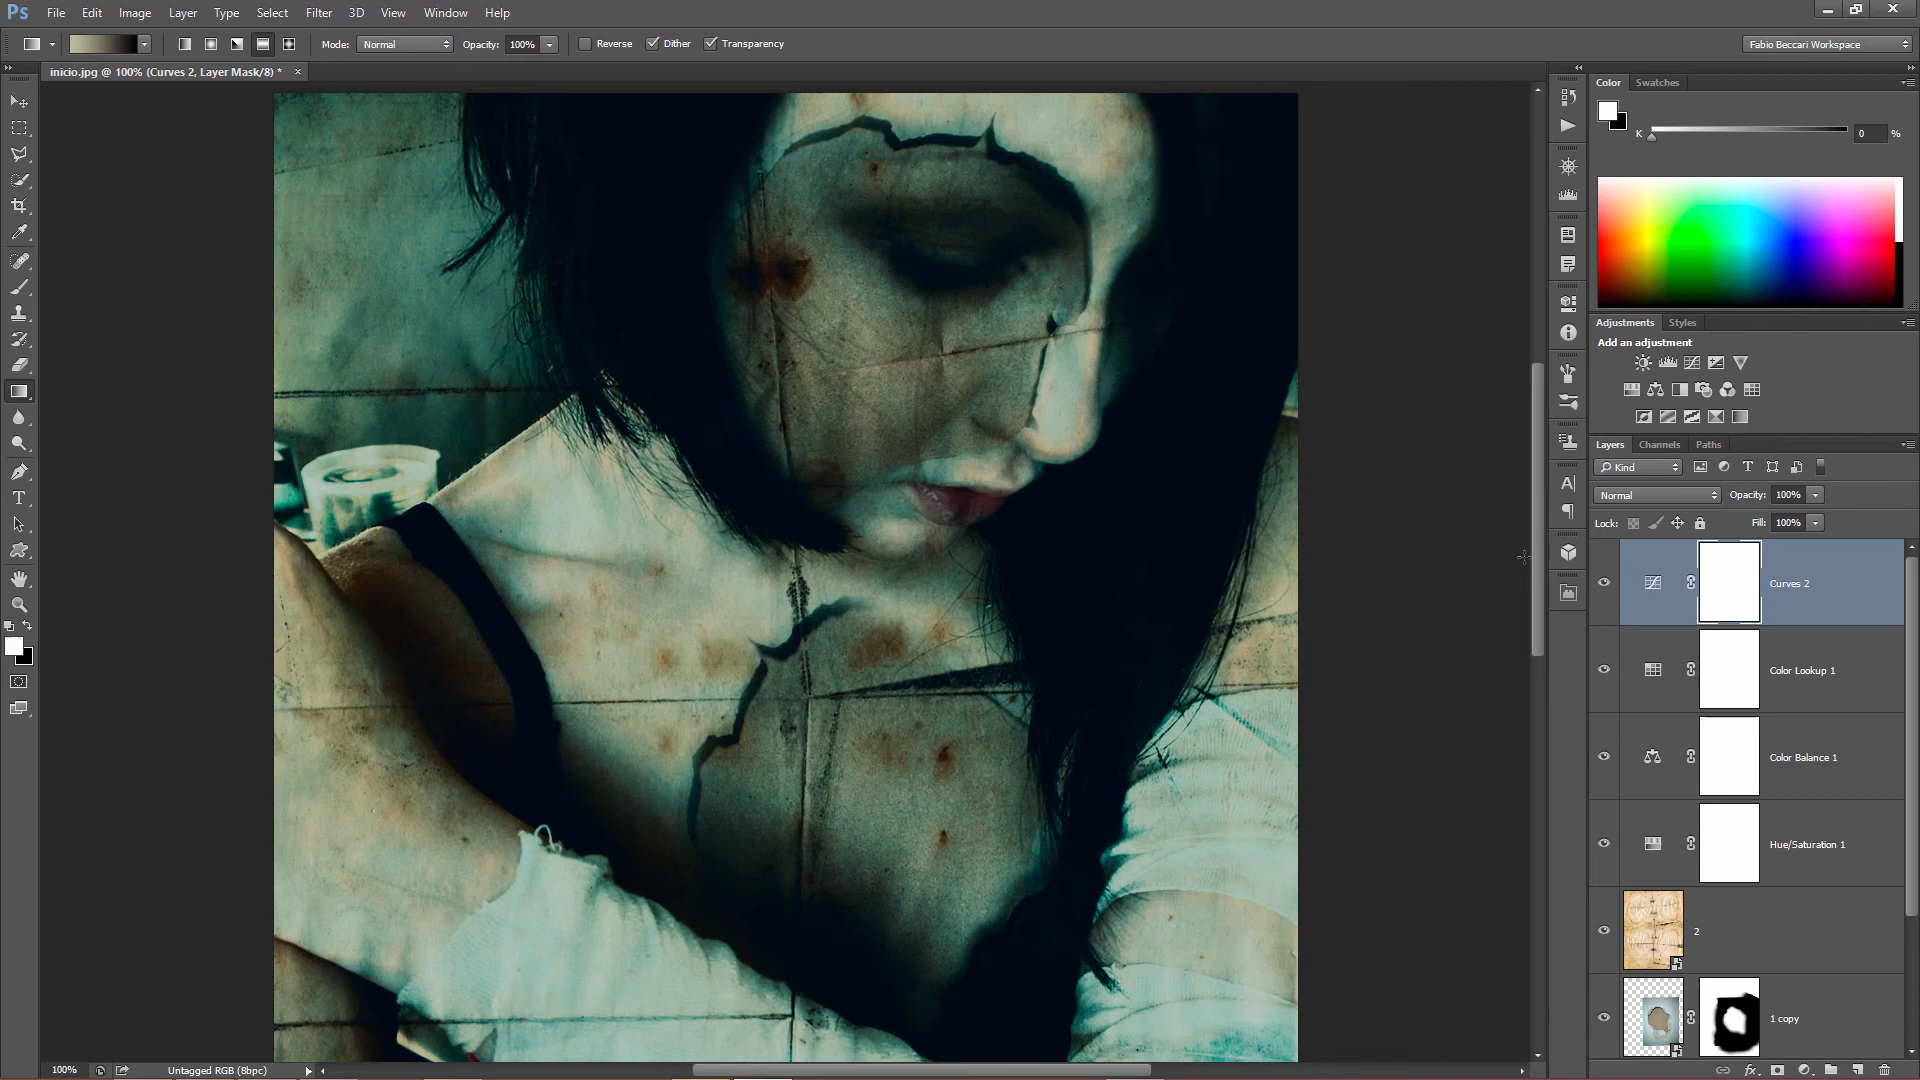 Ps File Edit Image Layer Type Select Filter 3D View Window Help
Mode: Normal Opacity: 100% Reverse Dither Transparency Fabio Beccari Workspace
inicio.jpg @ 100% (Curves 2, Layer Mask/8) *
Color Swatches
K 0 %
Adjustments Styles
Add an adjustment
Layers Channels Paths
Kind
Normal Opacity: 100%
Lock: Fill: 100%
Curves 2
Color Lookup 1
Color Balance 1
Hue/Saturation 1
2
1 copy
100% Untagged RGB (8bpc)